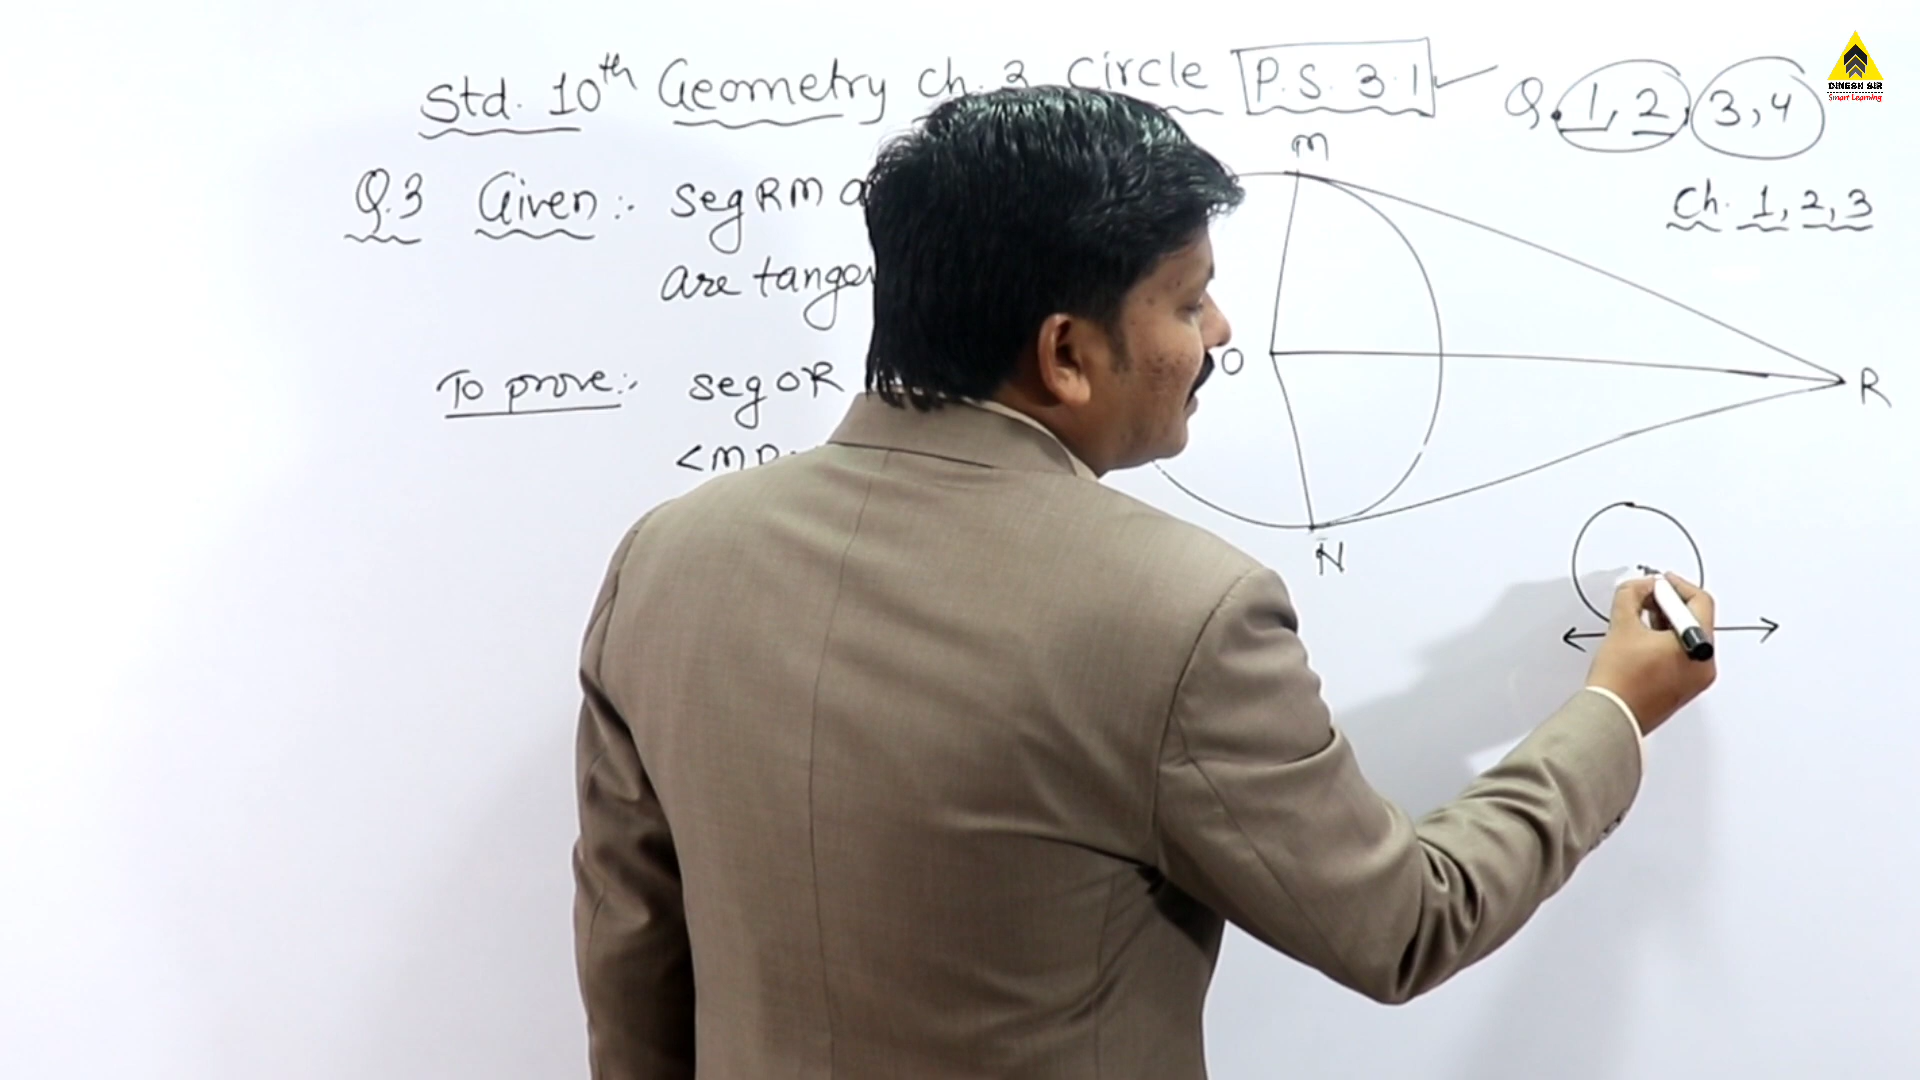 Std. 10th Geometry ch. 3 Circle P.S. 3.1 Q. 1, 2, 3, 4
Ch. 1, 2, 3
Q.3 Given:- seg RM
are
To prove:- seg OR
M
O
R
N
DINESH SIR
Smart Learning